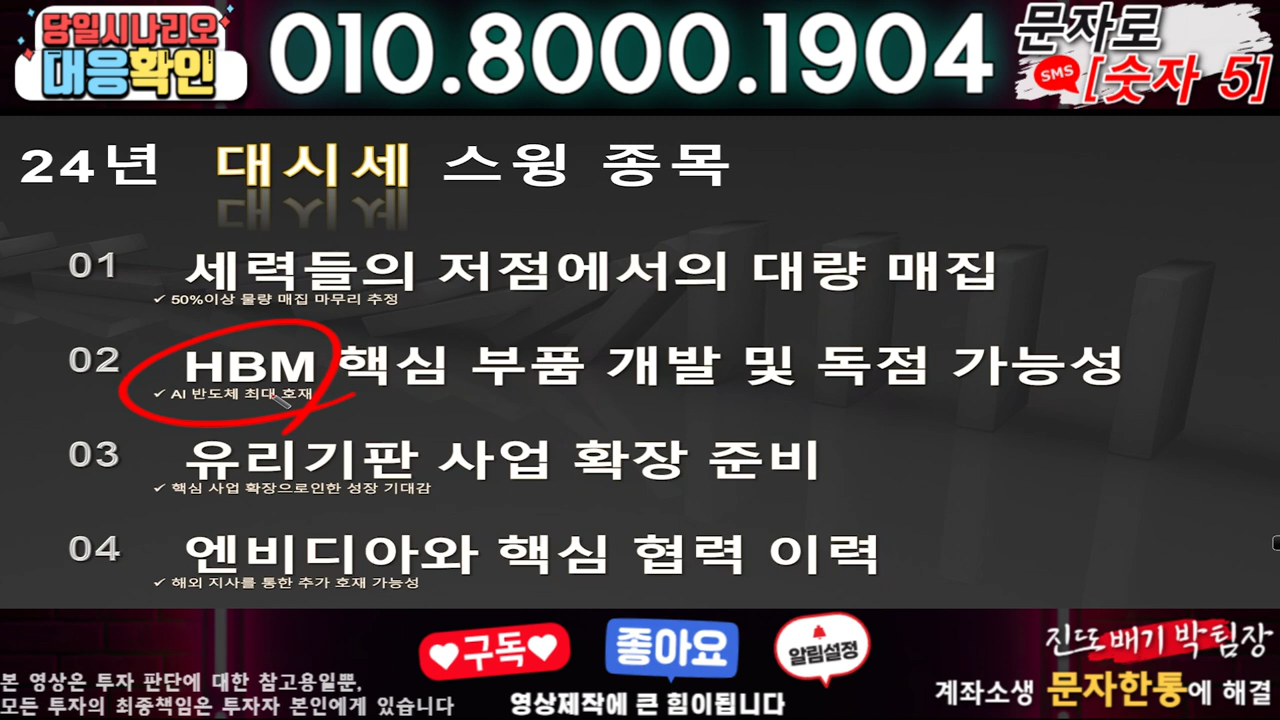 당일시나리오
대응확인
010.8000.1904
문자로
SMS [숫자 5]
24년 대시세 스윙 종목
01 세력들의 저점에서의 대량 매집
✓ 50%이상 물량 매집 마무리 추정
02 HBM 핵심 부품 개발 및 독점 가능성
✓ AI 반도체 최대 호재
03 유리기판 사업 확장 준비
✓ 핵심 사업 확장으로인한 성장 기대감
04 엔비디아와 핵심 협력 이력
✓ 해외 지사를 통한 추가 호재 가능성
구독
좋아요
알림설정
영상제작에 큰 힘이됩니다
본 영상은 투자 판단에 대한 참고용일뿐,
모든 투자의 최종책임은 투자자 본인에게 있습니다
진또배기 박팀장
계좌소생 문자한통에 해결